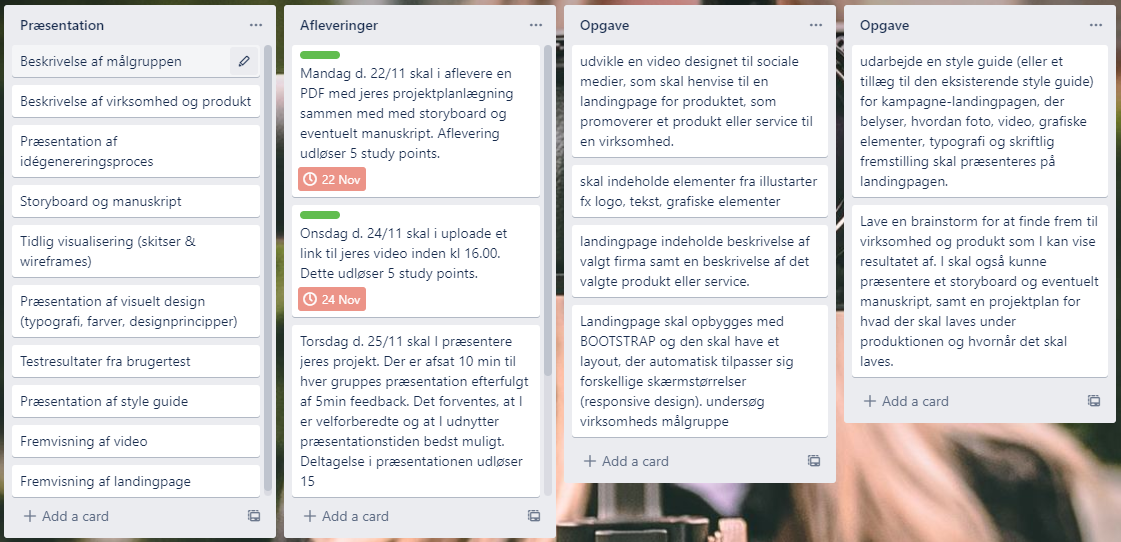 Præsentation
Beskrivelse af målgruppen
Beskrivelse af virksomhed og produkt
Præsentation af
idégenereringsproces
Storyboard og manuskript
Tidlig visualisering (skitser &
wireframes)
Præsentation af visuelt design
(typografi, farver, designprincipper)
Testresultater fra brugertest
Præsentation af style guide
Fremvisning af video
Fremvisning af landingpage
Add a card
Afleveringer
Mandag d. 22/11 skal i aflevere en
PDF med jeres projektplanlægning
sammen med med storyboard og
eventuelt manuskript. Aflevering
udløser 5 study points.
22 Nov
Onsdag d. 24/11 skal i uploade et
link til jeres video inden kl 16.00.
Dette udløser 5 study points.
24 Nov
Torsdag d. 25/11 skal I præsentere
jeres projekt. Der er afsat 10 min til
hver gruppes præsentation efterfulgt
af 5min feedback. Det forventes, at I
er velforberedte og at I udnytter
præsentationstiden bedst muligt.
Deltagelse i præsentationen udløser
15
Add a card
Opgave
udvikle en video designet til sociale
medier, som skal henvise til en
landingpage for produktet, som
promoverer et produkt eller service til
en virksomhed.
skal indeholde elementer fra illustarter
fx logo, tekst, grafiske elementer
landingpage indeholde beskrivelse af
valgt firma samt en beskrivelse af det
valgte produkt eller service.
Landingpage skal opbygges med
BOOTSTRAP og den skal have et
layout, der automatisk tilpasser sig
forskellige skærmstørrelser
(responsive design). undersøg
virksomheds målgruppe
Add a card
Opgave
udarbejde en style guide (eller et
tillæg til den eksisterende style guide)
for kampagne-landingpagen, der
belyser, hvordan foto, video, grafiske
elementer, typografi og skriftlig
fremstilling skal præsenteres på
landingpagen.
Lave en brainstorm for at finde frem til
virksomhed og produkt som I kan vise
resultatet af. I skal også kunne
præsentere et storyboard og eventuelt
manuskript, samt en projektplan for
hvad der skal laves under
produktionen og hvornår det skal
laves.
Add a card